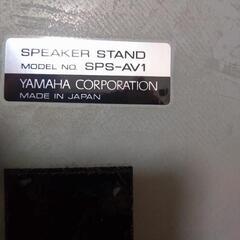 SPEAKER STAND
MODEL NO. SPS-AV1
YAMAHA CORPORATION
MADE IN JAPAN